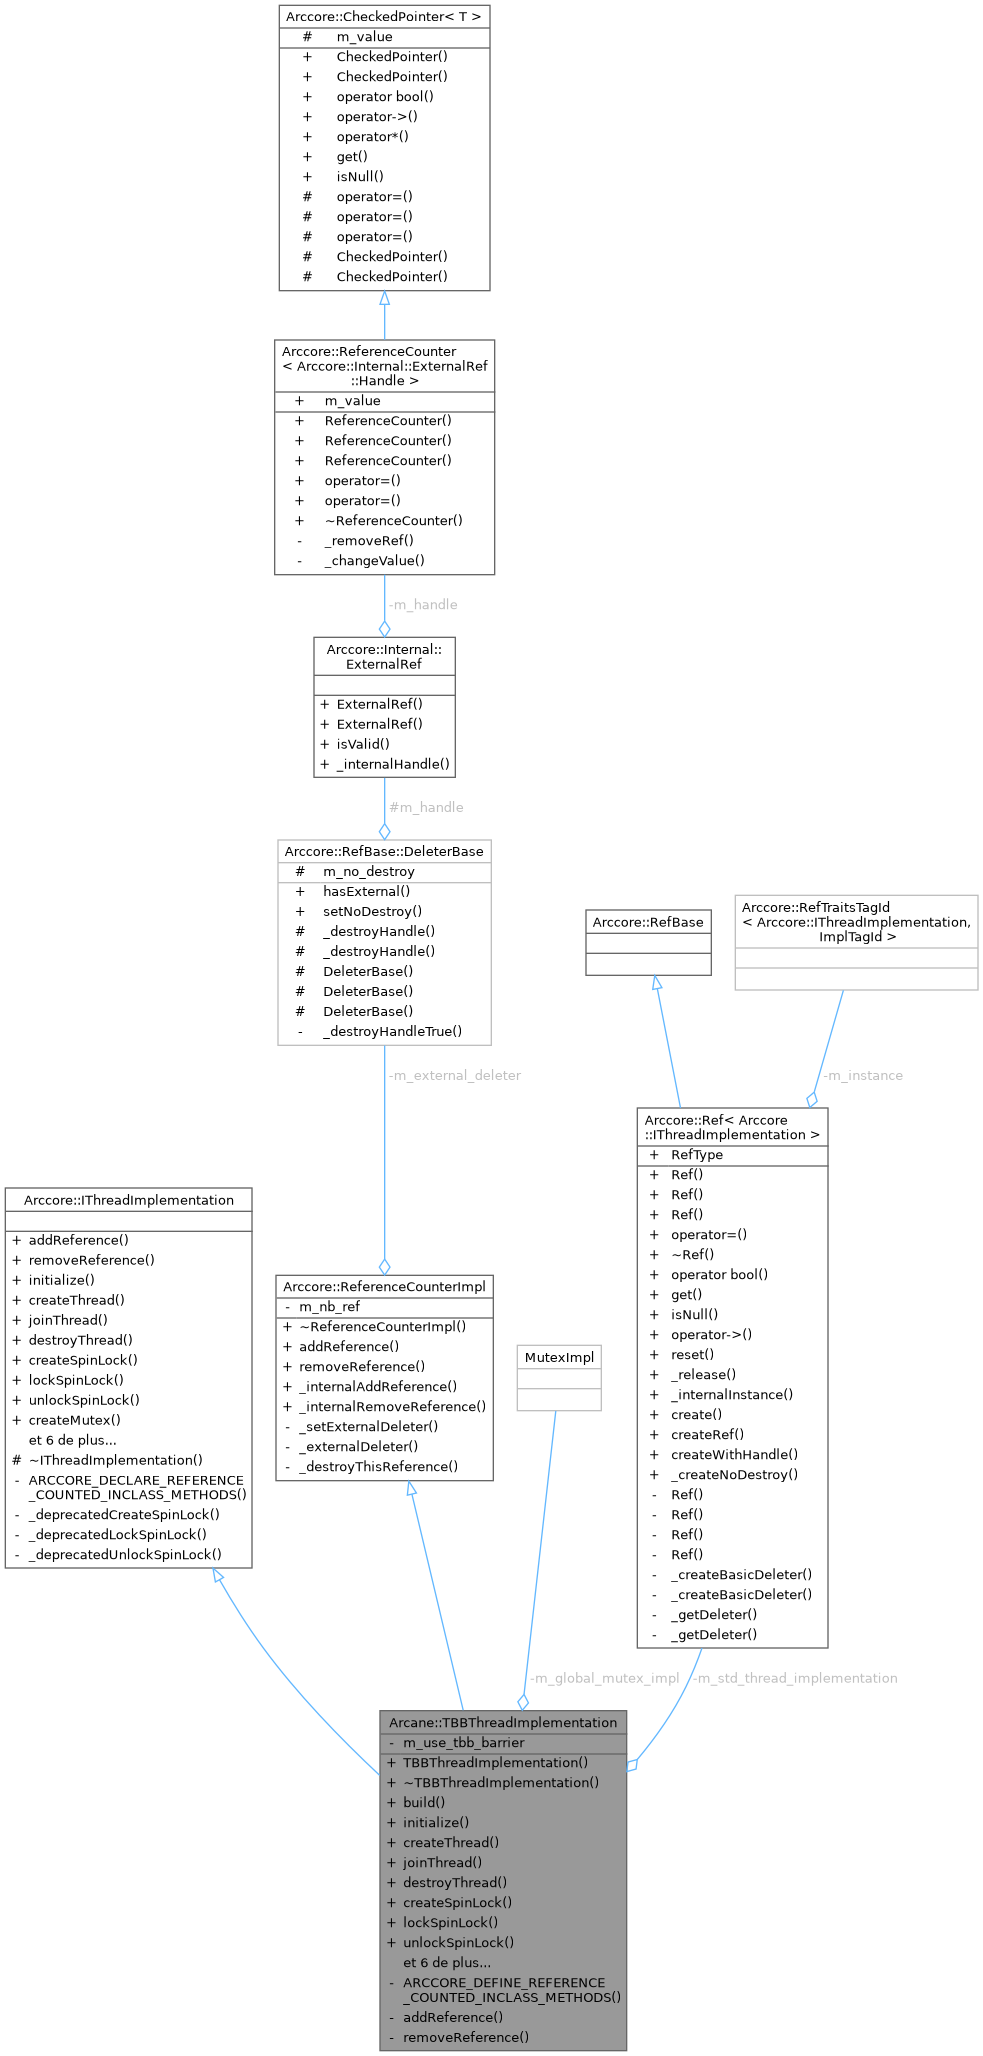 Arccore::CheckedPointer< T >
# m_value
+ CheckedPointer()
+ CheckedPointer()
+ operator bool()
+ operator->()
+ operator*()
+ get()
+ isNull()
# operator=()
# operator=()
# operator=()
# CheckedPointer()
# CheckedPointer()
Arccore::ReferenceCounter
< Arccore::Internal::ExternalRef
::Handle >
+ m_value
+ ReferenceCounter()
+ ReferenceCounter()
+ ReferenceCounter()
+ operator=()
+ operator=()
+ ~ReferenceCounter()
- _removeRef()
- _changeValue()
-m_handle
Arccore::Internal::
ExternalRef
+ ExternalRef()
+ ExternalRef()
+ isValid()
+ _internalHandle()
#m_handle
Arccore::RefBase::DeleterBase
# m_no_destroy
+ hasExternal()
+ setNoDestroy()
# _destroyHandle()
# _destroyHandle()
# DeleterBase()
# DeleterBase()
# DeleterBase()
- _destroyHandleTrue()
-m_external_deleter
Arccore::RefBase
Arccore::RefTraitsTagId
< Arccore::IThreadImplementation,
ImplTagId >
-m_instance
Arccore::Ref< Arccore
::IThreadImplementation >
+ RefType
+ Ref()
+ Ref()
+ Ref()
+ operator=()
+ ~Ref()
+ operator bool()
+ get()
+ isNull()
+ operator->()
+ reset()
+ _release()
+ _internalInstance()
+ create()
+ createRef()
+ createWithHandle()
+ _createNoDestroy()
- Ref()
- Ref()
- Ref()
- Ref()
- _createBasicDeleter()
- _createBasicDeleter()
- _getDeleter()
- _getDeleter()
Arccore::IThreadImplementation
+ addReference()
+ removeReference()
+ initialize()
+ createThread()
+ joinThread()
+ destroyThread()
+ createSpinLock()
+ lockSpinLock()
+ unlockSpinLock()
+ createMutex()
et 6 de plus...
# ~IThreadImplementation()
- ARCCORE_DECLARE_REFERENCE
_COUNTED_INCLASS_METHODS()
- _deprecatedCreateSpinLock()
- _deprecatedLockSpinLock()
- _deprecatedUnlockSpinLock()
Arccore::ReferenceCounterImpl
- m_nb_ref
+ ~ReferenceCounterImpl()
+ addReference()
+ removeReference()
+ _internalAddReference()
+ _internalRemoveReference()
- _setExternalDeleter()
- _externalDeleter()
- _destroyThisReference()
MutexImpl
-m_global_mutex_impl
-m_std_thread_implementation
Arcane::TBBThreadImplementation
- m_use_tbb_barrier
+ TBBThreadImplementation()
+ ~TBBThreadImplementation()
+ build()
+ initialize()
+ createThread()
+ joinThread()
+ destroyThread()
+ createSpinLock()
+ lockSpinLock()
+ unlockSpinLock()
et 6 de plus...
- ARCCORE_DEFINE_REFERENCE
_COUNTED_INCLASS_METHODS()
- addReference()
- removeReference()